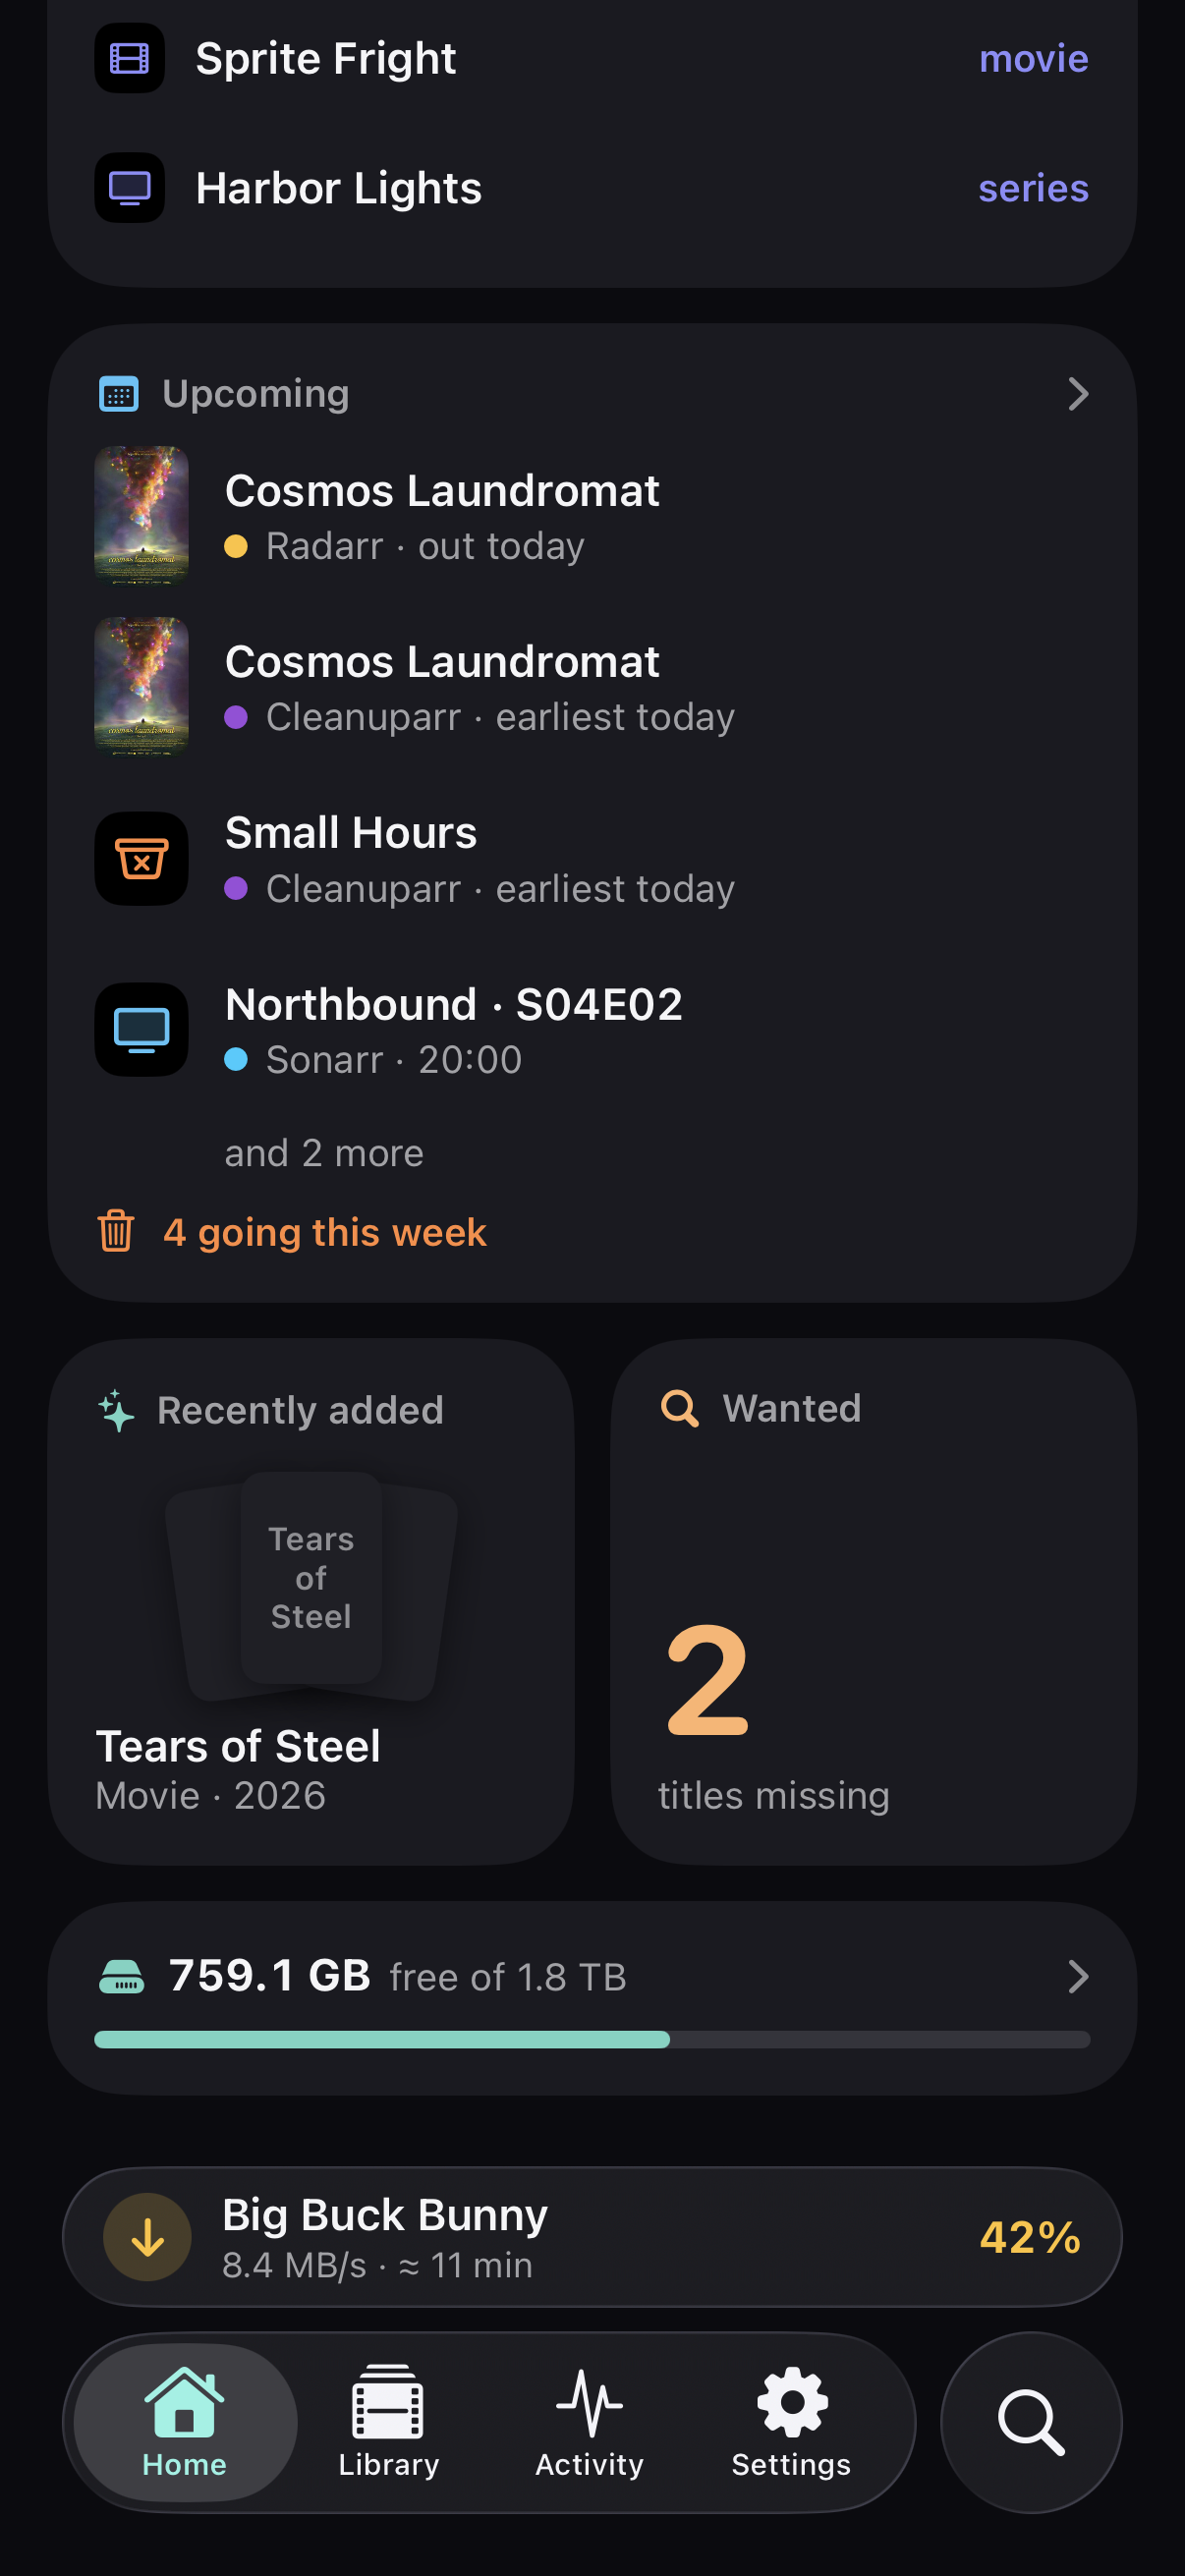 Sprite Fright
movie
Harbor Lights
series
Upcoming
Cosmos Laundromat
Radarr · out today
Cosmos Laundromat
Cleanuparr · earliest today
Small Hours
Cleanuparr · earliest today
Northbound · S04E02
Sonarr · 20:00
and 2 more
4 going this week
Recently added
Tears
of
Steel
Tears of Steel
Movie · 2026
Wanted
2
titles missing
759.1 GB free of 1.8 TB
Big Buck Bunny
8.4 MB/s · ≈ 11 min
42%
Home
Library
Activity
Settings